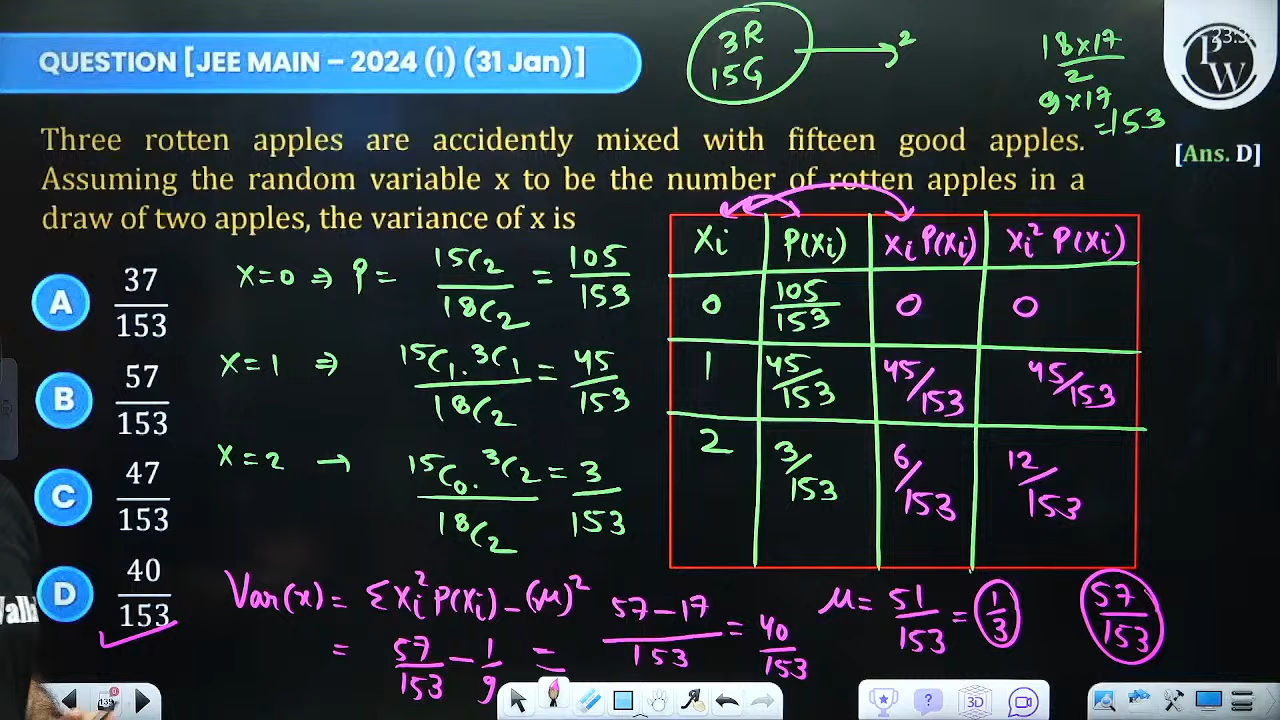 QUESTION [JEE MAIN – 2024 (I) (31 Jan)]
3R
15G
2
18×17
2
9×17
=153
23:3
P
W
[Ans. D]
Three rotten apples are accidently mixed with fifteen good apples.
Assuming the random variable x to be the number of rotten apples in a
draw of two apples, the variance of x is
A 37/153
B 57/153
C 47/153
D 40/153
x=0 ⇒ P = 15C2/18C2 = 105/153
x=1 ⇒ 15C1.3C1/18C2 = 45/153
x=2 → 15C0.3C2/18C2 = 3/153
Xi P(Xi) Xi P(Xi) Xi² P(Xi)
0 105/153 0 0
1 45/153 45/153 45/153
2 3/153 6/153 12/153
Var(x) = ΣXi² P(Xi) – (μ)²
= 57/153 – 1/9 = 57–17/153 = 40/153
μ = 51/153 = 1/3
57/153
Walli
139
0
3D